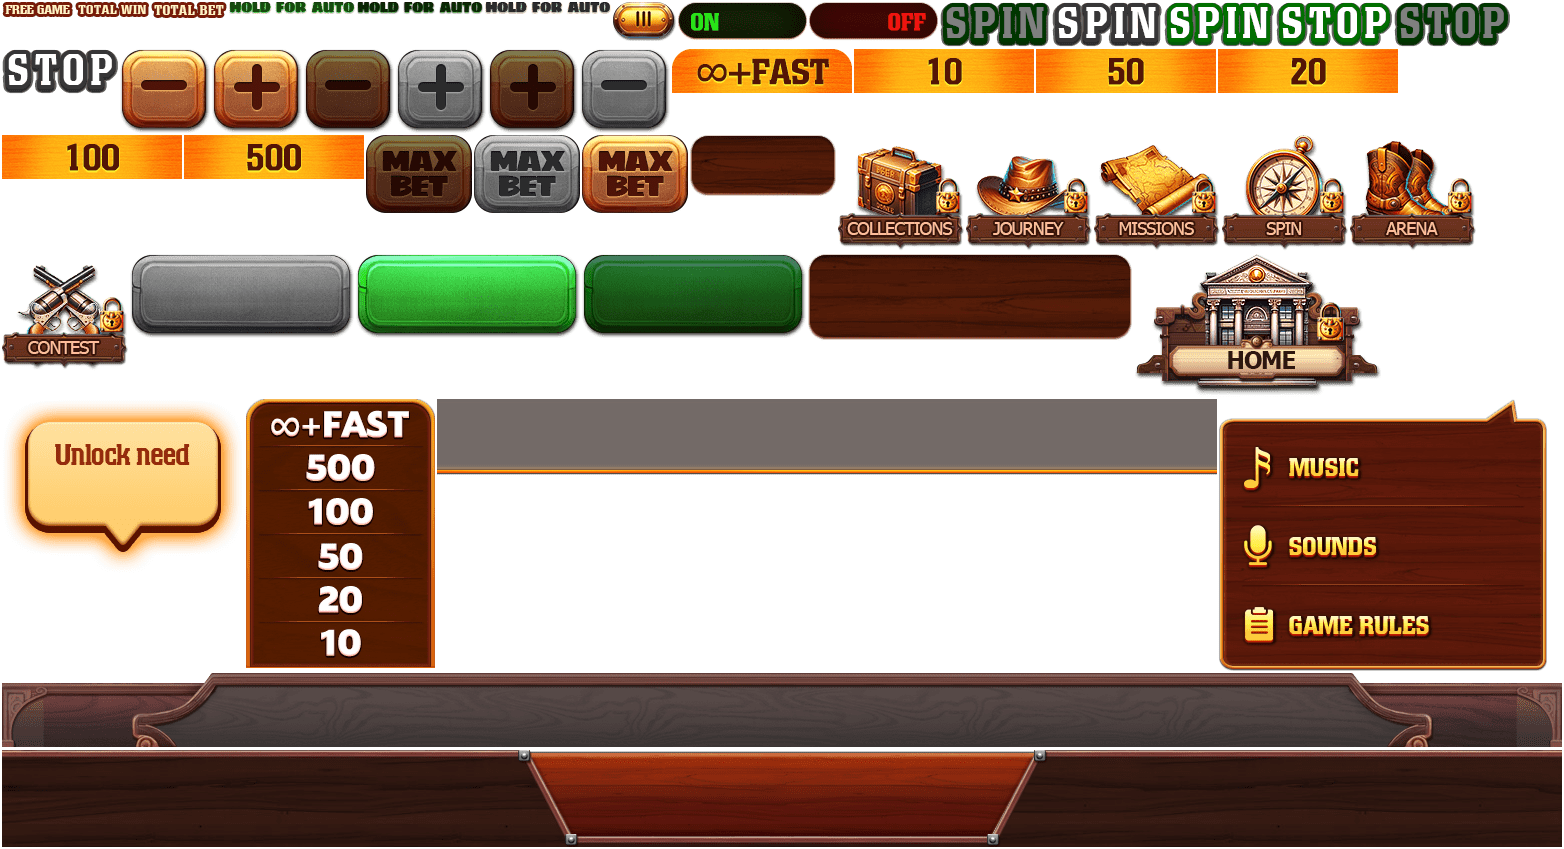 FREE GAME TOTAL WIN TOTAL BET HOLD FOR AUTO HOLD FOR AUTO HOLD FOR AUTO
ON OFF SPIN SPIN SPIN STOP STOP
STOP
∞+FAST 10 50 20
100 500
MAX BET
MAX BET
MAX BET
COLLECTIONS JOURNEY MISSIONS SPIN ARENA
CONTEST
HOME
Unlock need
∞+FAST
500
100
50
20
10
MUSIC
SOUNDS
GAME RULES